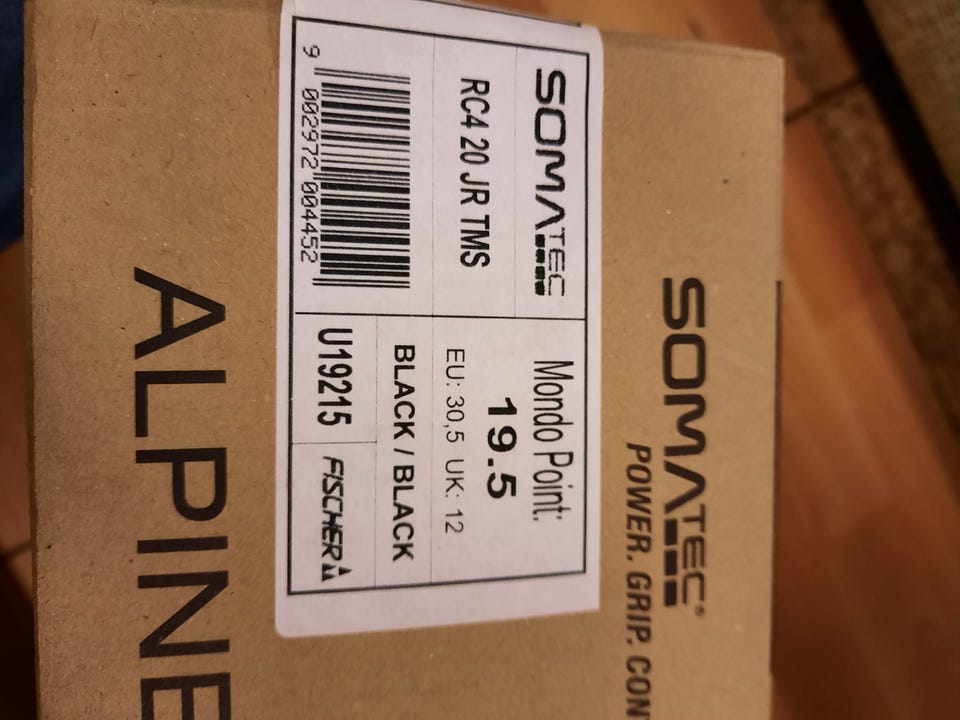 SOMATEC®
POWER. GRIP.
SOMATEC
RC4 20 JR TMS
9 002972 004452
Mondo Point:
19.5
EU: 30,5 UK: 12
BLACK / BLACK
U19215 FISCHER
ALPINE